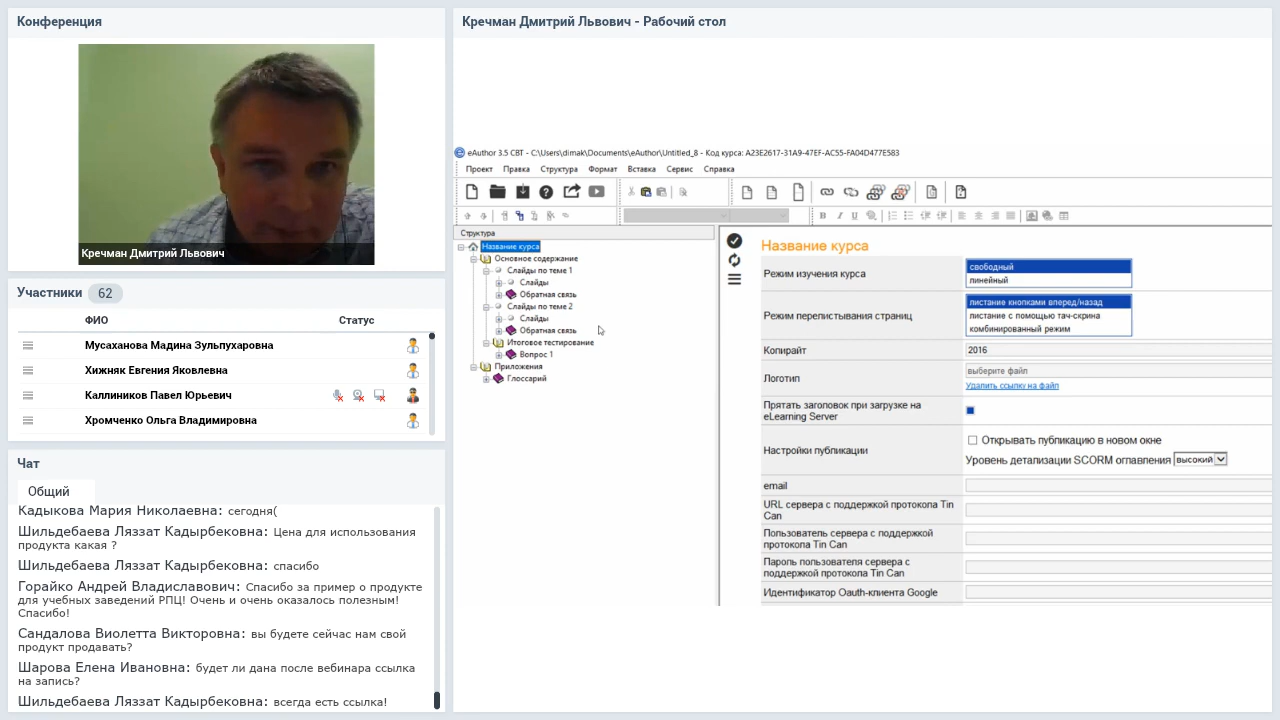 Конференция
Кречман Дмитрий Львович
Участники 62
ФИО Статус
Мусаханова Мадина Зульпухаровна
Хижняк Евгения Яковлевна
Каллиников Павел Юрьевич
Хромченко Ольга Владимировна
Чат
Общий
Кадыкова Мария Николаевна: сегодня(
Шильдебаева Ляззат Кадырбековна: Цена для использования
продукта какая ?
Шильдебаева Ляззат Кадырбековна: спасибо
Горайко Андрей Владиславович: Спасибо за пример о продукте
для учебных заведений РПЦ! Очень и очень оказалось полезным!
Спасибо!
Сандалова Виолетта Викторовна: вы будете сейчас нам свой
продукт продавать?
Шарова Елена Ивановна: будет ли дана после вебинара ссылка
на запись?
Шильдебаева Ляззат Кадырбековна: всегда есть ссылка!
Кречман Дмитрий Львович - Рабочий стол
eAuthor 3.5 CBT - C:\Users\dimak\Documents\eAuthor\Untitled_8 - Код курса: A23E2617-31A9-47EF-AC55-FA04D477E583
Проект Правка Структура Формат Вставка Сервис Справка
Структура
Название курса
Основное содержание
Слайды по теме 1
Слайды
Обратная связь
Слайды по теме 2
Слайды
Обратная связь
Итоговое тестирование
Вопрос 1
Приложения
Глоссарий
Название курса
Режим изучения курса
свободный
линейный
Режим перелистывания страниц
листание кнопками вперед/назад
листание с помощью тач-скрина
комбинированный режим
Копирайт 2016
Логотип
выберите файл
Удалить ссылку на файл
Прятать заголовок при загрузке на
eLearning Server
Настройки публикации
Открывать публикацию в новом окне
Уровень детализации SCORM оглавления высокий
email
URL сервера с поддержкой протокола Tin
Can
Пользователь сервера с поддержкой
протокола Tin Can
Пароль пользователя сервера с
поддержкой протокола Tin Can
Идентификатор Oauth-клиента Google